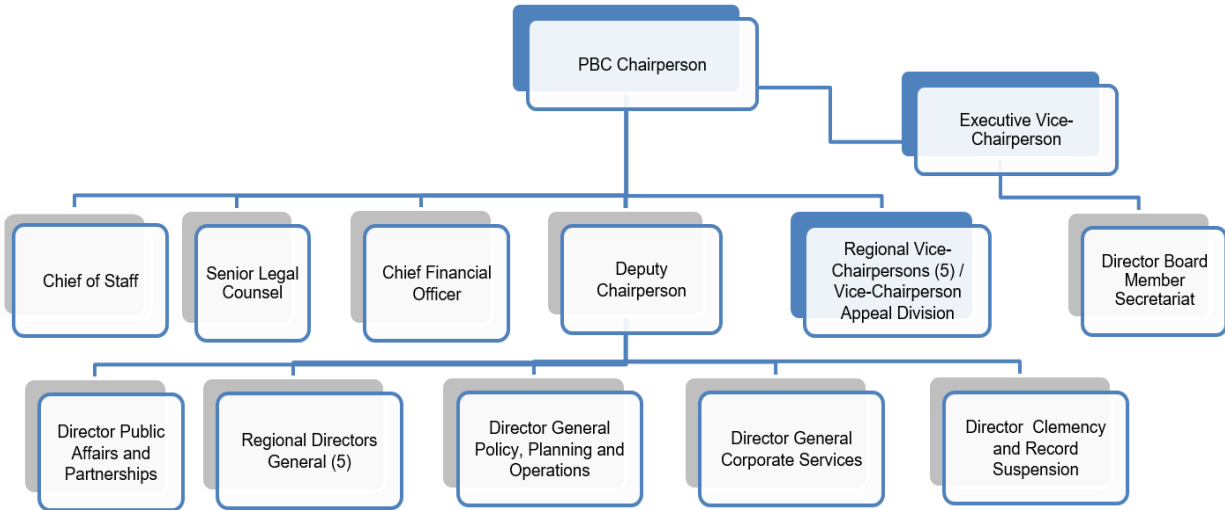 PBC Chairperson
Executive Vice-
Chairperson
Chief of Staff
Senior Legal
Counsel
Chief Financial
Officer
Deputy
Chairperson
Regional Vice-
Chairpersons (5) /
Vice-Chairperson
Appeal Division
Director Board
Member
Secretariat
Director Public
Affairs and
Partnerships
Regional Directors
General (5)
Director General
Policy, Planning and
Operations
Director General
Corporate Services
Director Clemency
and Record
Suspension